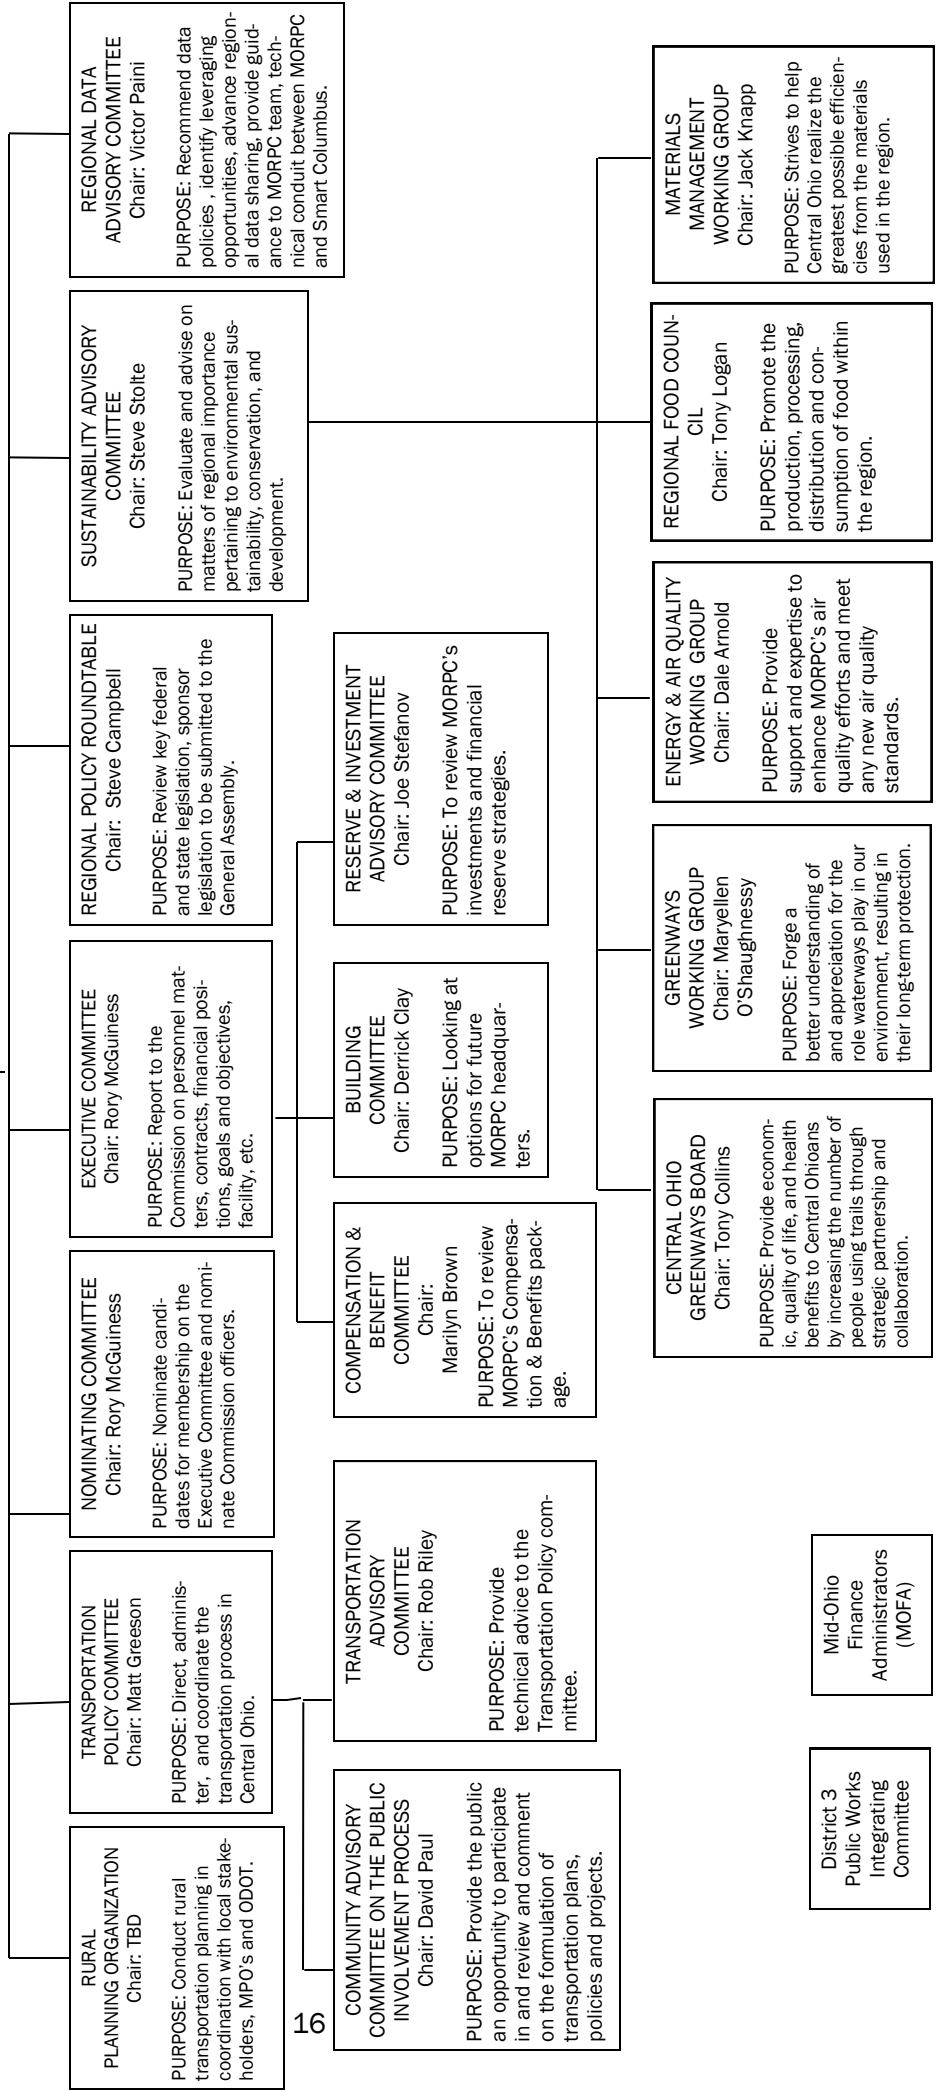 RURAL
PLANNING ORGANIZATION
Chair: TBD
PURPOSE: Conduct rural
transportation planning in
coordination with local stake-
holders, MPO's and ODOT.
TRANSPORTATION
POLICY COMMITTEE
Chair: Matt Greeson
PURPOSE: Direct, adminis-
ter, and coordinate the
transportation process in
Central Ohio.
NOMINATING COMMITTEE
Chair: Rory McGuiness
PURPOSE: Nominate candi-
dates for membership on the
Executive Committee and nomi-
nate Commission officers.
EXECUTIVE COMMITTEE
Chair: Rory McGuiness
PURPOSE: Report to the
Commission on personnel mat-
ters, contracts, financial posi-
tions, goals and objectives,
facility, etc.
REGIONAL POLICY ROUNDTABLE
Chair: Steve Campbell
PURPOSE: Review key federal
and state legislation, sponsor
legislation to be submitted to the
General Assembly.
SUSTAINABILITY ADVISORY
COMMITTEE
Chair: Steve Stolte
PURPOSE: Evaluate and advise on
matters of regional importance
pertaining to environmental sus-
tainability, conservation, and
development.
REGIONAL DATA
ADVISORY COMMITTEE
Chair: Victor Paini
PURPOSE: Recommend data
policies , identify leveraging
opportunities, advance region-
al data sharing, provide guid-
ance to MORPC team, tech-
nical conduit between MORPC
and Smart Columbus.
16
COMMUNITY ADVISORY
COMMITTEE ON THE PUBLIC
INVOLVEMENT PROCESS
Chair: David Paul
PURPOSE: Provide the public
an opportunity to participate
in and review and comment
on the formulation of
transportation plans,
policies and projects.
TRANSPORTATION
ADVISORY
COMMITTEE
Chair: Rob Riley
PURPOSE: Provide
technical advice to the
Transportation Policy com-
mittee.
COMPENSATION &
BENEFIT
COMMITTEE
Chair:
Marilyn Brown
PURPOSE: To review
MORPC's Compensa-
tion & Benefits pack-
age.
BUILDING
COMMITTEE
Chair: Derrick Clay
PURPOSE: Looking at
options for future
MORPC headquar-
ters.
RESERVE & INVESTMENT
ADVISORY COMMITTEE
Chair: Joe Stefanov
PURPOSE: To review MORPC's
investments and financial
reserve strategies.
CENTRAL OHIO
GREENWAYS BOARD
Chair: Tony Collins
PURPOSE: Provide econom-
ic, quality of life, and health
benefits to Central Ohioans
by increasing the number of
people using trails through
strategic partnership and
collaboration.
GREENWAYS
WORKING GROUP
Chair: Maryellen
O'Shaughnessy
PURPOSE: Forge a
better understanding of
and appreciation for the
role waterways play in our
environment, resulting in
their long-term protection.
ENERGY & AIR QUALITY
WORKING GROUP
Chair: Dale Arnold
PURPOSE: Provide
support and expertise to
enhance MORPC's air
quality efforts and meet
any new air quality
standards.
REGIONAL FOOD COUN-
CIL
Chair: Tony Logan
PURPOSE: Promote the
production, processing,
distribution and con-
sumption of food within
the region.
MATERIALS
MANAGEMENT
WORKING GROUP
Chair: Jack Knapp
PURPOSE: Strives to help
Central Ohio realize the
greatest possible efficien-
cies from the materials
used in the region.
District 3
Public Works
Integrating
Committee
Mid-Ohio
Finance
Administrators
(MOFA)